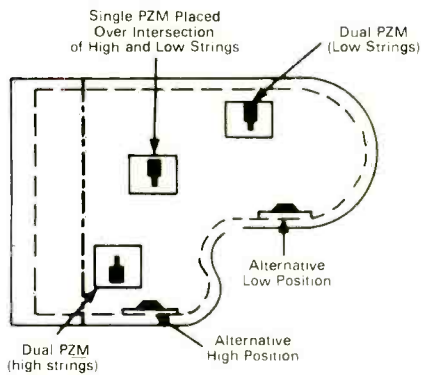 Single PZM Placed
Over Intersection
of High and Low Strings
Dual PZM
(Low Strings)
Alternative
Low Position
Alternative
High Position
Dual PZM
(high strings)